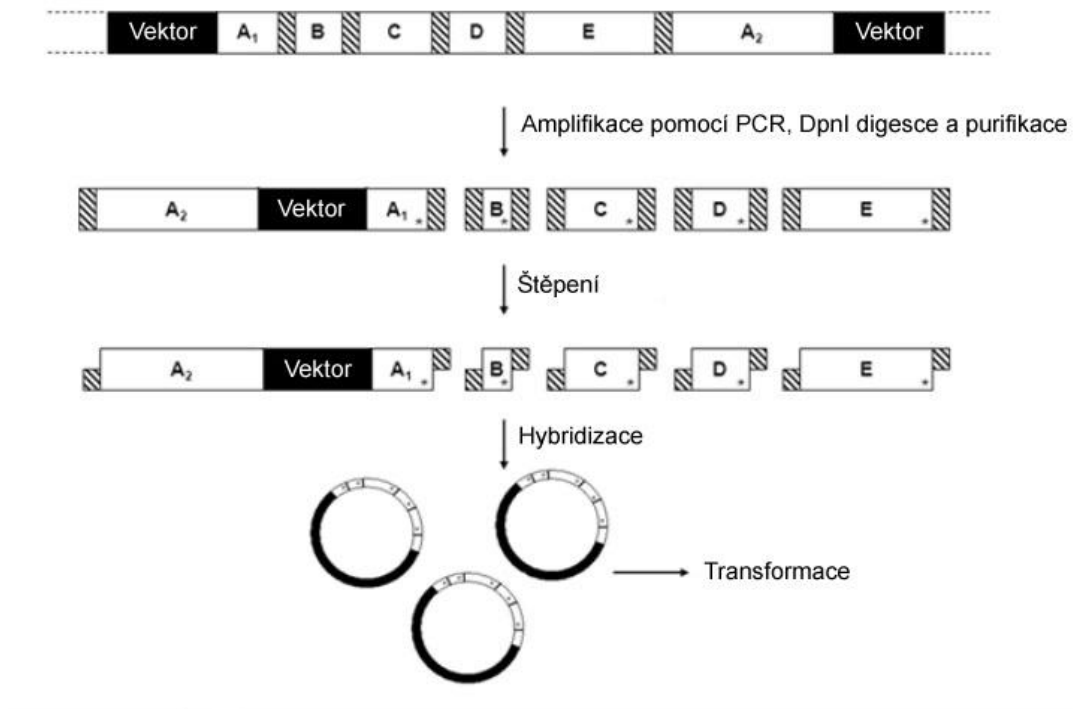 Vektor A₁ B C D E A₂ Vektor
Amplifikace pomocí PCR, DpnI digesce a purifikace
A₂ Vektor A₁ * B * C * D * E *
Štěpení
A₂ Vektor A₁ * B * C * D * E *
Hybridizace
Transformace